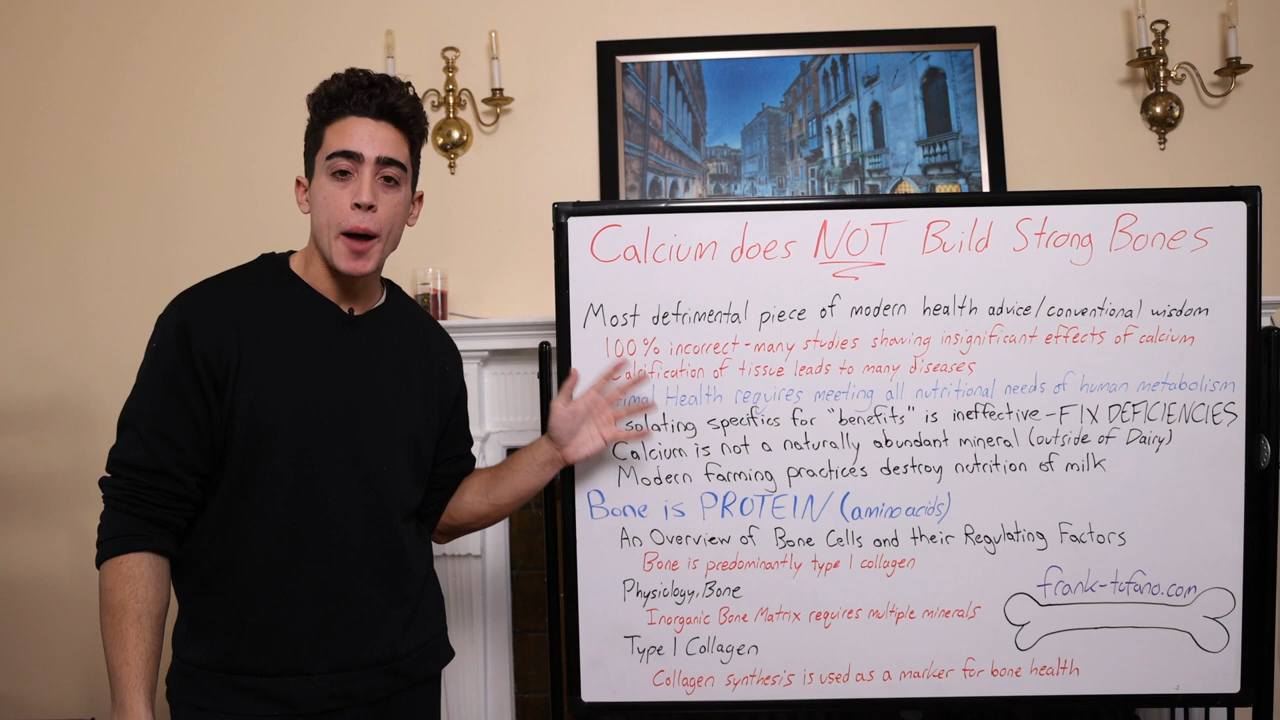 Calcium does NOT Build Strong Bones
Most detrimental piece of modern health advice/conventional wisdom
100% incorrect-many studies showing insignificant effects of calcium
Calcification of tissue leads to many diseases
Health requires meeting all nutritional needs of human metabolism
solating specifics for "benefits" is ineffective-FIX DEFICIENCIES
Calcium is not a naturally abundant mineral (outside of Dairy)
Modern farming practices destroy nutrition of milk
Bone is PROTEIN (amino acids)
An Overview of Bone Cells and their Regulating Factors
Bone is predominantly type 1 collagen
Physiology, Bone
Inorganic Bone Matrix requires multiple minerals
Type 1 Collagen
Collagen synthesis is used as a marker for bone health
frank-tufano.com